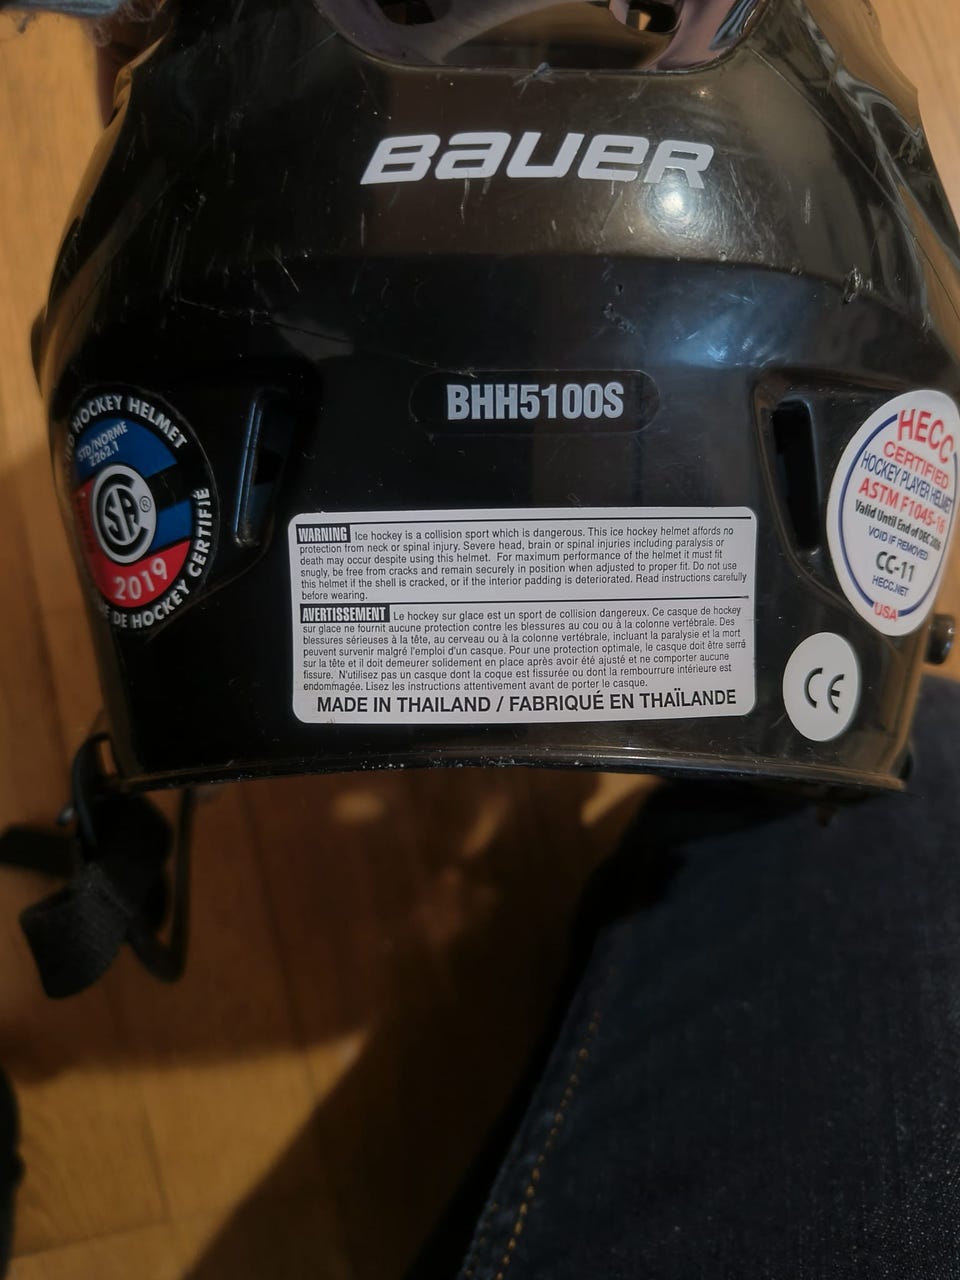 BAUER
BHH5100S
HOCKEY HELMET
STD/NORME
Z262.1
CSA®
2019
DE HOCKEY CERTIFIÉ
WARNING Ice hockey is a collision sport which is dangerous. This ice hockey helmet affords no
protection from neck or spinal injury. Severe head, brain or spinal injuries including paralysis or
death may occur despite using this helmet. For maximum performance of the helmet it must fit
snugly, be free from cracks and remain securely in position when adjusted to proper fit. Do not use
this helmet if the shell is cracked, or if the interior padding is deteriorated. Read instructions carefully
before wearing.
AVERTISSEMENT Le hockey sur glace est un sport de collision dangereux. Ce casque de hockey
sur glace ne fournit aucune protection contre les blessures au cou ou à la colonne vertébrale. Des
blessures sérieuses à la tête, au cerveau ou à la colonne vertébrale, incluant la paralysie et la mort
peuvent survenir malgré l'emploi d'un casque. Pour une protection optimale, le casque doit être serré
sur la tête et il doit demeurer solidement en place après avoir été ajusté et ne comporter aucune
fissure. N'utilisez pas un casque dont la coque est fissurée ou dont la rembourrure intérieure est
endommagée. Lisez les instructions attentivement avant de porter le casque.
MADE IN THAILAND / FABRIQUÉ EN THAÏLANDE
HECC
CERTIFIED
HOCKEY PLAYER HELMET
ASTM F1045-16
Valid Until End of DEC
VOID IF REMOVED
CC-11
HECC.NET
USA
CE